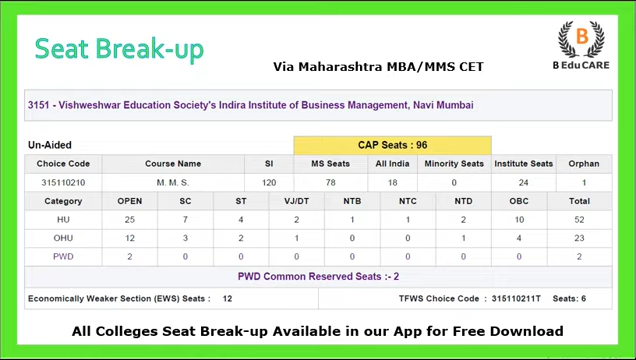 Seat Break-up
B
B EduCARE
Via Maharashtra MBA/MMS CET
3151 - Vishweshwar Education Society's Indira Institute of Business Management, Navi Mumbai
Un-Aided CAP Seats : 96
Choice Code Course Name SI MS Seats All India Minority Seats Institute Seats Orphan
315110210 M. M. S. 120 78 18 0 24 1
Category OPEN SC ST VJ/DT NTB NTC NTD OBC Total
HU 25 7 4 2 1 1 2 10 52
OHU 12 3 2 1 0 0 1 4 23
PWD 2 0 0 0 0 0 0 0 2
PWD Common Reserved Seats :- 2
Economically Weaker Section (EWS) Seats : 12 TFWS Choice Code : 315110211T Seats: 6
All Colleges Seat Break-up Available in our App for Free Download